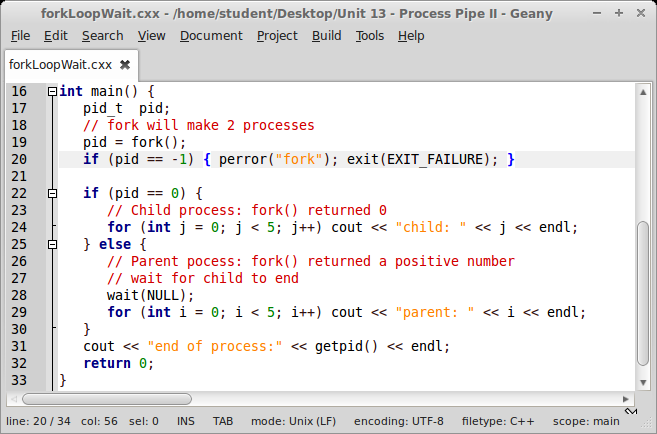 forkLoopWait.cxx - /home/student/Desktop/Unit 13 - Process Pipe II - Geany
File Edit Search View Document Project Build Tools Help
forkLoopWait.cxx
16 int main() {
17 pid_t pid;
18 // fork will make 2 processes
19 pid = fork();
20 if (pid == -1) { perror("fork"); exit(EXIT_FAILURE); }
21
22 if (pid == 0) {
23 // Child process: fork() returned 0
24 for (int j = 0; j < 5; j++) cout << "child: " << j << endl;
25 } else {
26 // Parent pocess: fork() returned a positive number
27 // wait for child to end
28 wait(NULL);
29 for (int i = 0; i < 5; i++) cout << "parent: " << i << endl;
30 }
31 cout << "end of process:" << getpid() << endl;
32 return 0;
33 }
line: 20 / 34 col: 56 sel: 0 INS TAB mode: Unix (LF) encoding: UTF-8 filetype: C++ scope: main